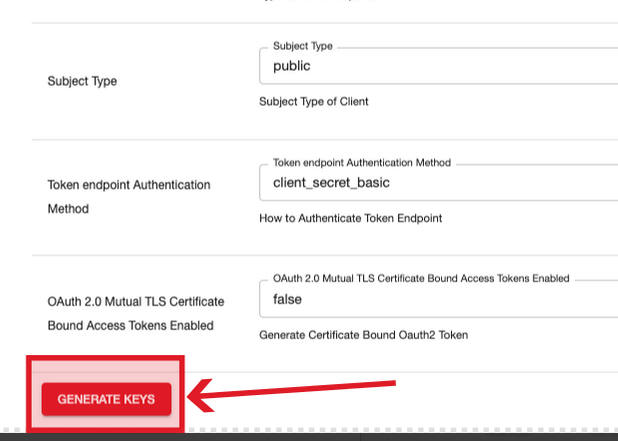 Subject Type
Subject Type
public
Subject Type of Client
Token endpoint Authentication
Method
Token endpoint Authentication Method
client_secret_basic
How to Authenticate Token Endpoint
OAuth 2.0 Mutual TLS Certificate
Bound Access Tokens Enabled
OAuth 2.0 Mutual TLS Certificate Bound Access Tokens Enabled
false
Generate Certificate Bound Oauth2 Token
GENERATE KEYS